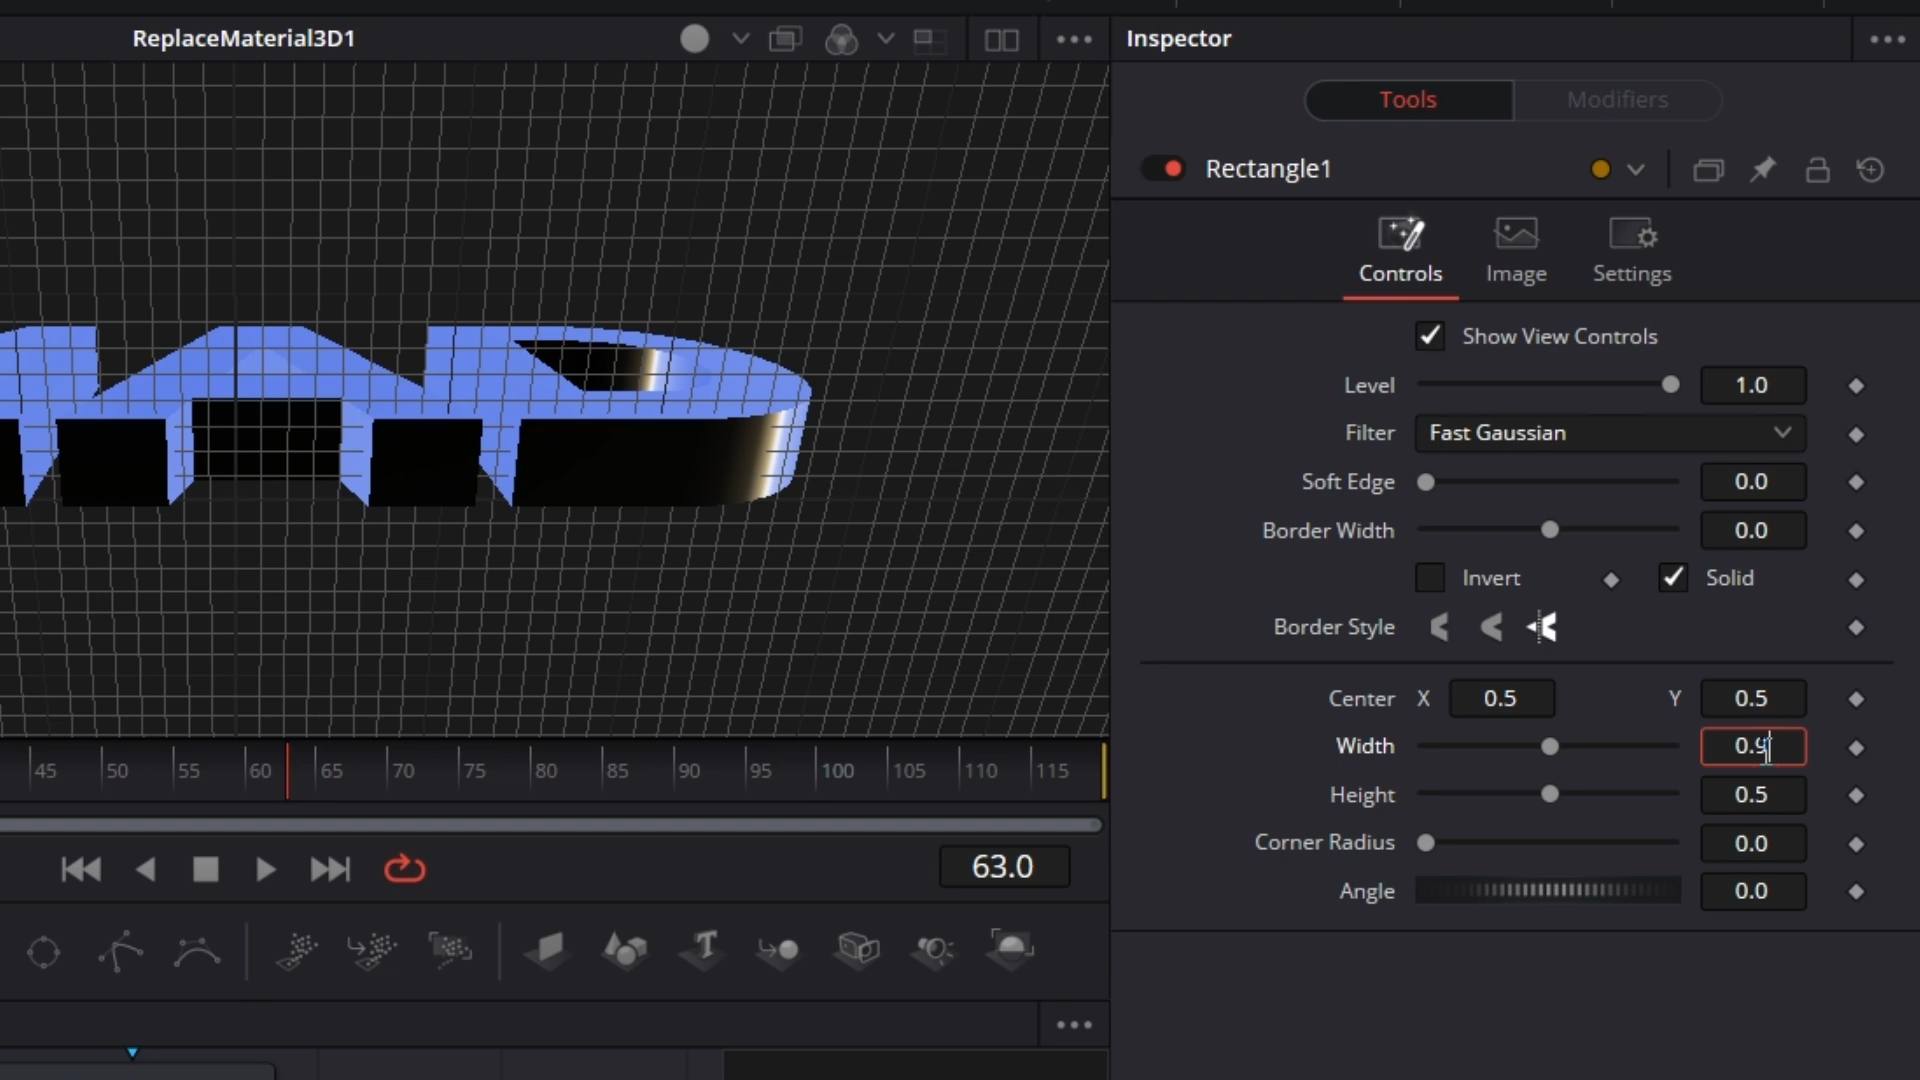 ReplaceMaterial3D1
Inspector
Tools
Modifiers
Rectangle1
Controls
Image
Settings
Show View Controls
Level 1.0
Filter Fast Gaussian
Soft Edge 0.0
Border Width 0.0
Invert Solid
Border Style
Center X 0.5 Y 0.5
Width 0.9
Height 0.5
Corner Radius 0.0
Angle 0.0
45 50 55 60 65 70 75 80 85 90 95 100 105 110 115
63.0